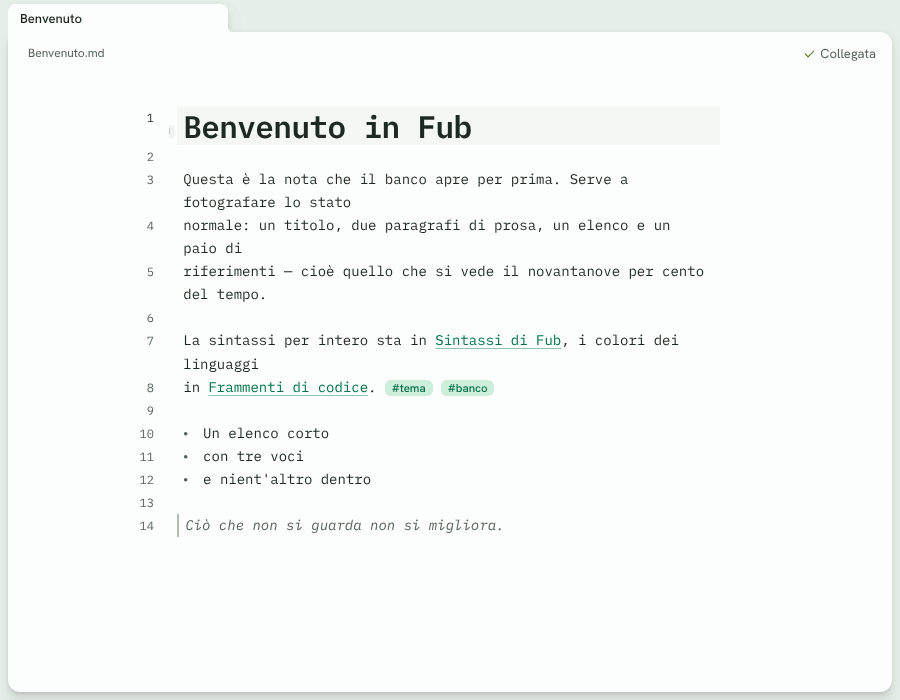 Benvenuto
Benvenuto.md
Collegata
1 Benvenuto in Fub
2
3 Questa è la nota che il banco apre per prima. Serve a
fotografare lo stato
4 normale: un titolo, due paragrafi di prosa, un elenco e un
paio di
5 riferimenti — cioè quello che si vede il novantanove per cento
del tempo.
6
7 La sintassi per intero sta in Sintassi di Fub, i colori dei
linguaggi
8 in Frammenti di codice. #tema #banco
9
10 • Un elenco corto
11 • con tre voci
12 • e nient'altro dentro
13
14 Ciò che non si guarda non si migliora.